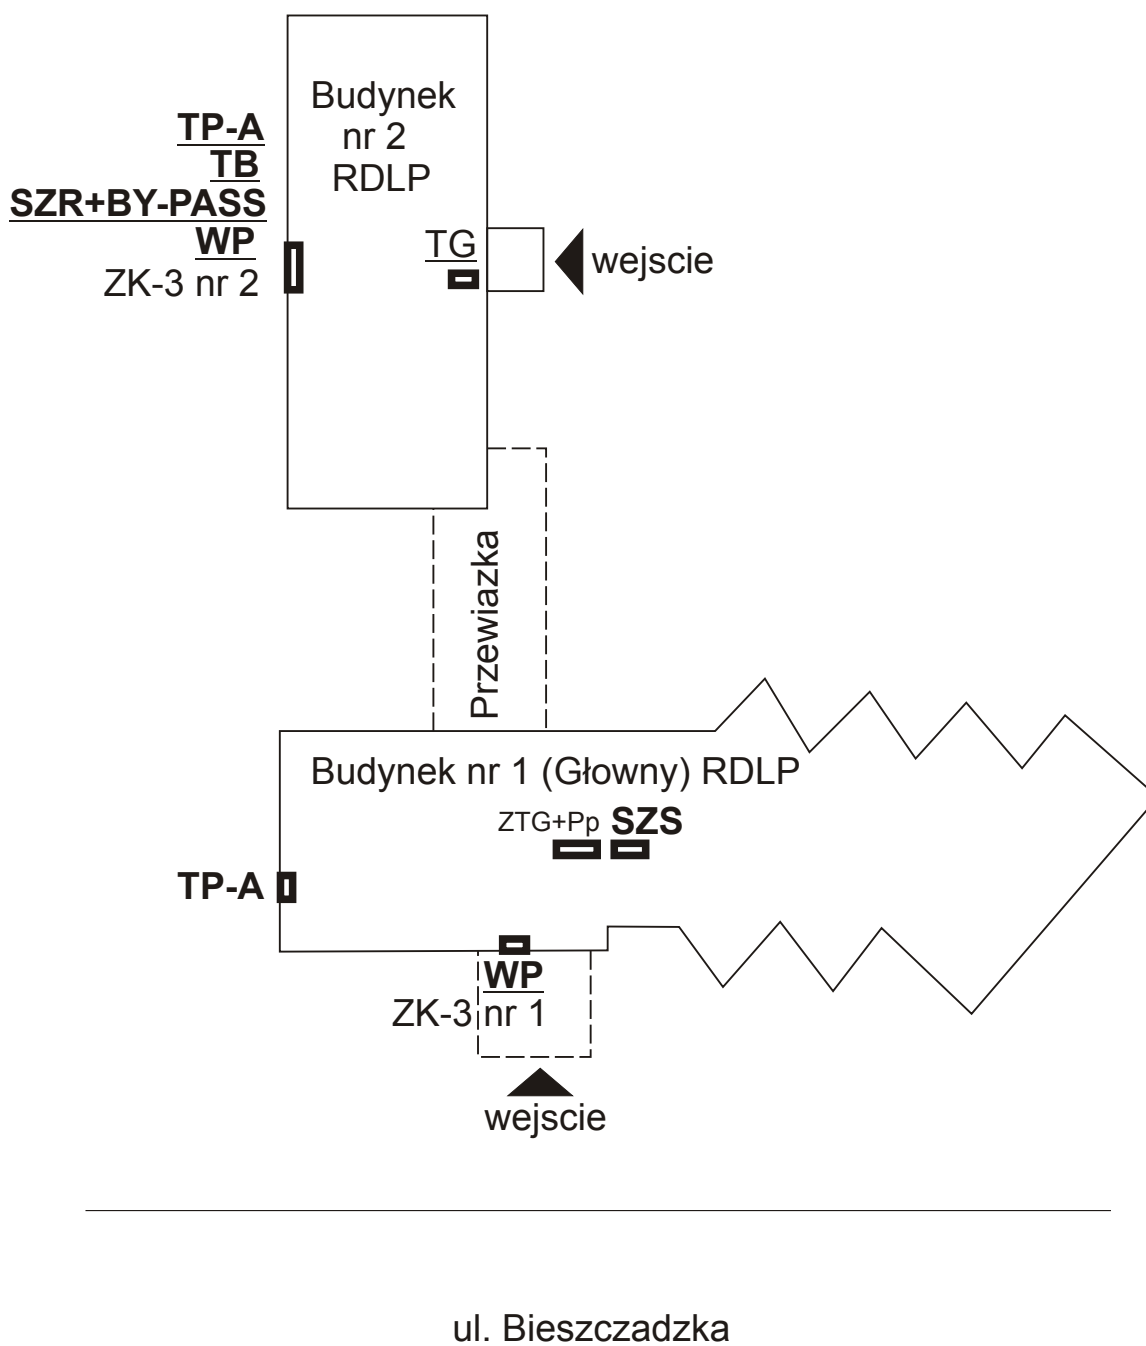 Budynek
nr 2
RDLP
TP-A
TB
SZR+BY-PASS
WP
ZK-3 nr 2
TG
wejscie
Przewiazka
Budynek nr 1 (Głowny) RDLP
ZTG+Pp SZS
TP-A
WP
ZK-3 nr 1
wejscie
ul. Bieszczadzka